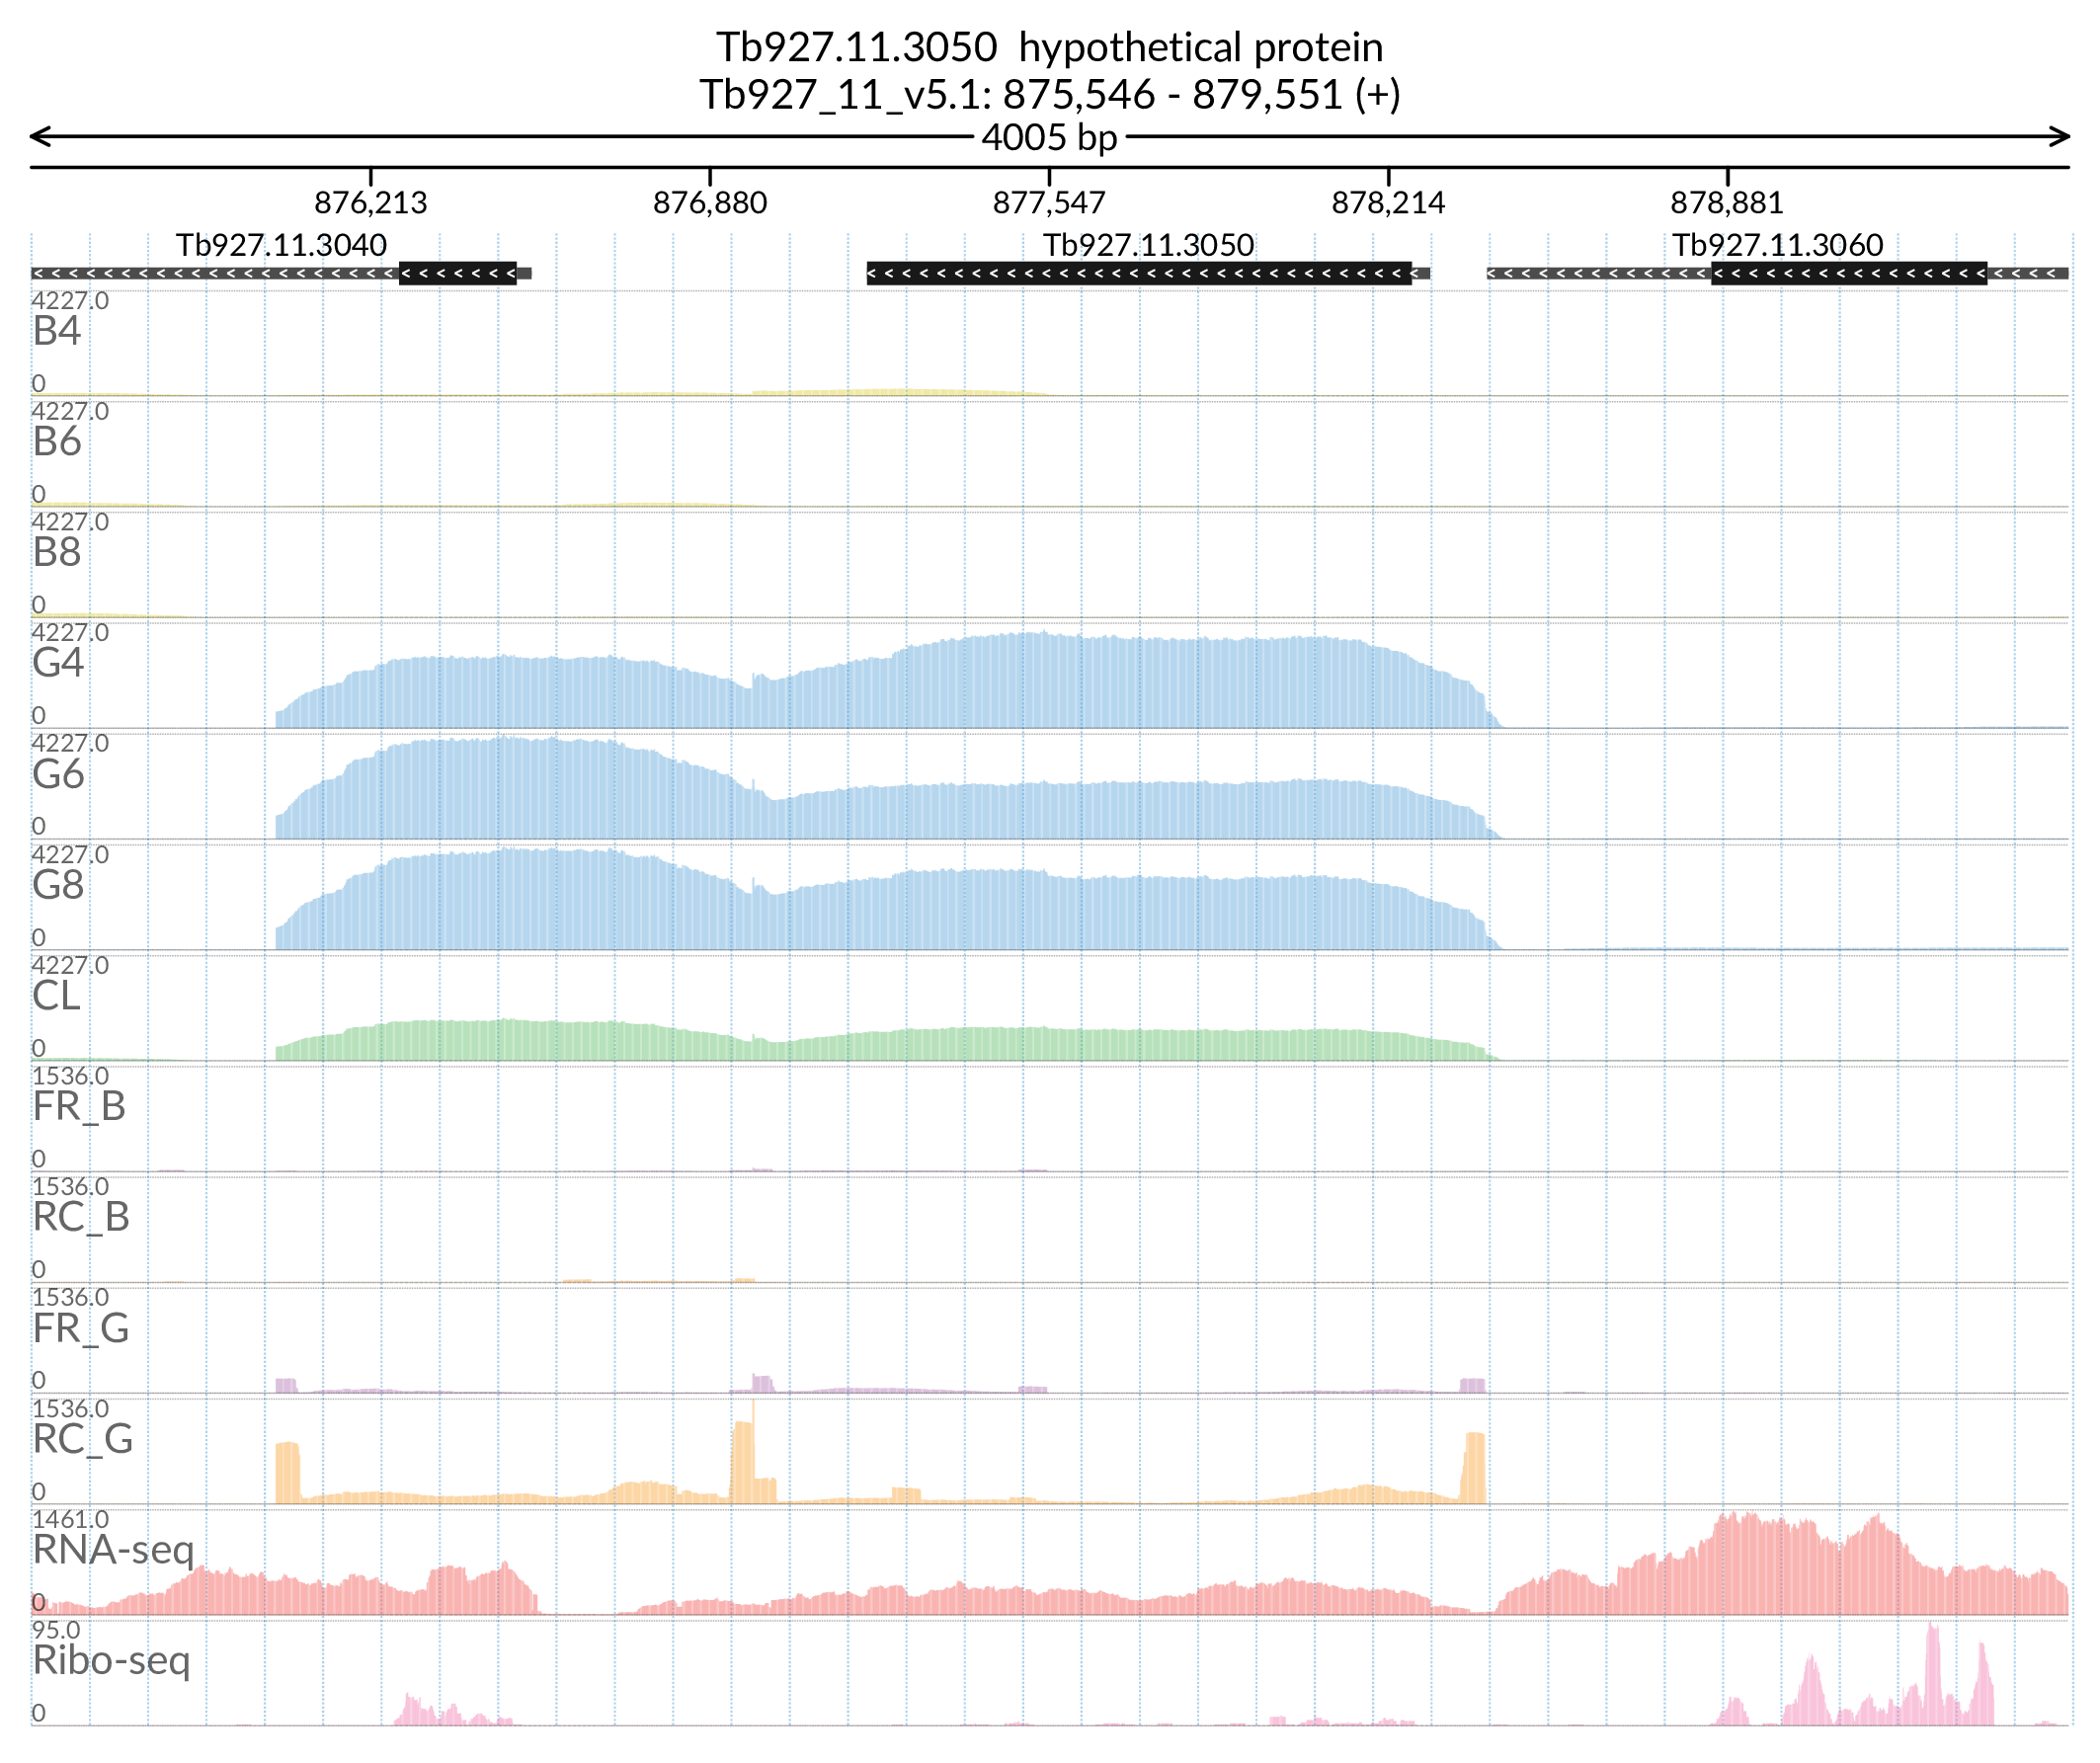 Tb927.11.3050 hypothetical protein
Tb927_11_v5.1: 875,546 - 879,551 (+)
4005 bp
876,213 876,880 877,547 878,214 878,881
Tb927.11.3040 Tb927.11.3050 Tb927.11.3060
4227.0
B4
0
4227.0
B6
0
4227.0
B8
0
4227.0
G4
0
4227.0
G6
0
4227.0
G8
0
4227.0
CL
0
1536.0
FR_B
0
1536.0
RC_B
0
1536.0
FR_G
0
1536.0
RC_G
0
1461.0
RNA-seq
0
95.0
Ribo-seq
0